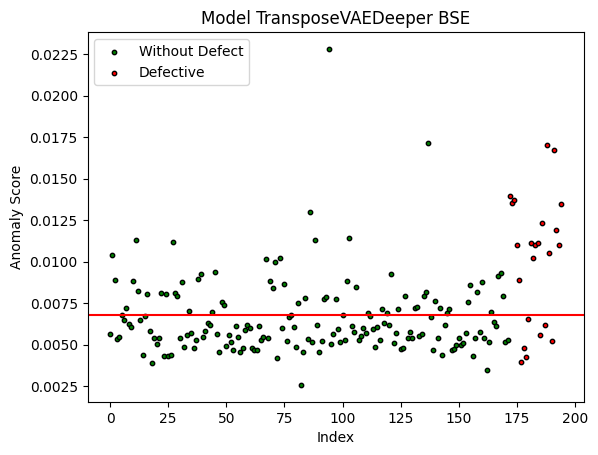 Model TransposeVAEDeeper BSE
Without Defect
Defective
Anomaly Score
0.0225
0.0200
0.0175
0.0150
0.0125
0.0100
0.0075
0.0050
0.0025
0 25 50 75 100 125 150 175 200
Index